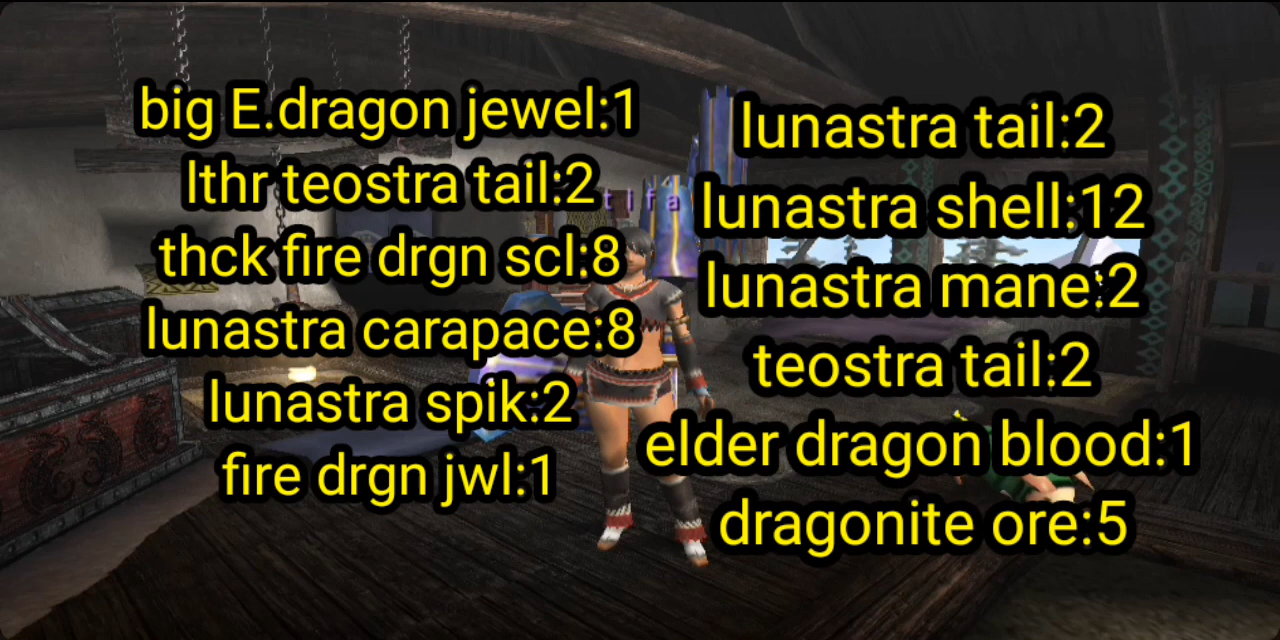 big E.dragon jewel:1
lthr teostra tail:2
thck fire drgn scl:8
lunastra carapace:8
lunastra spik:2
fire drgn jwl:1
tifa
lunastra tail:2
lunastra shell:12
lunastra mane:2
teostra tail:2
elder dragon blood:1
dragonite ore:5